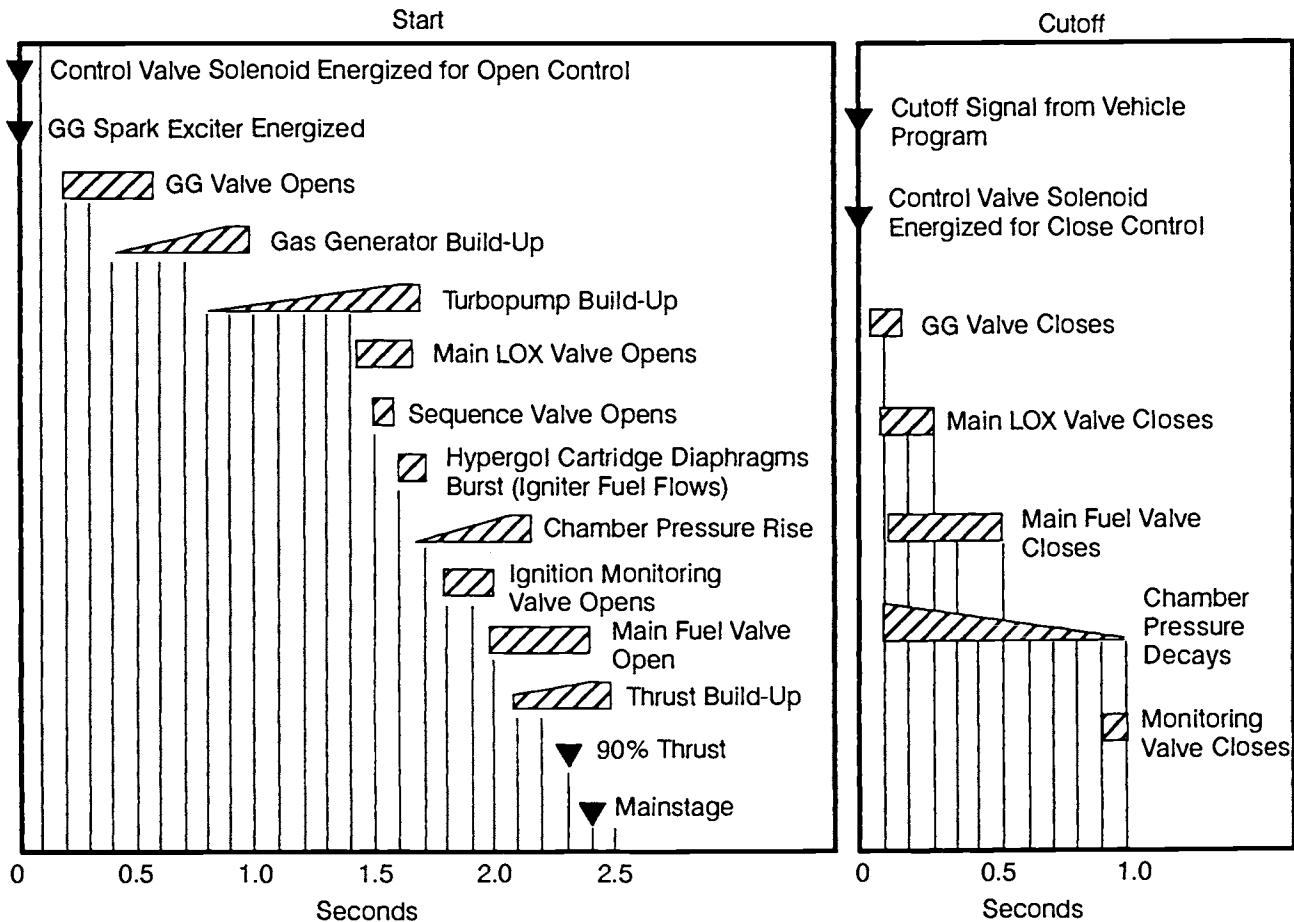 Start
Control Valve Solenoid Energized for Open Control
GG Spark Exciter Energized
GG Valve Opens
Gas Generator Build-Up
Turbopump Build-Up
Main LOX Valve Opens
Sequence Valve Opens
Hypergol Cartridge Diaphragms
Burst (Igniter Fuel Flows)
Chamber Pressure Rise
Ignition Monitoring
Valve Opens
Main Fuel Valve
Open
Thrust Build-Up
90% Thrust
Mainstage
0 0.5 1.0 1.5 2.0 2.5
Seconds
Cutoff
Cutoff Signal from Vehicle
Program
Control Valve Solenoid
Energized for Close Control
GG Valve Closes
Main LOX Valve Closes
Main Fuel Valve
Closes
Chamber
Pressure
Decays
Monitoring
Valve Closes
0 0.5 1.0
Seconds